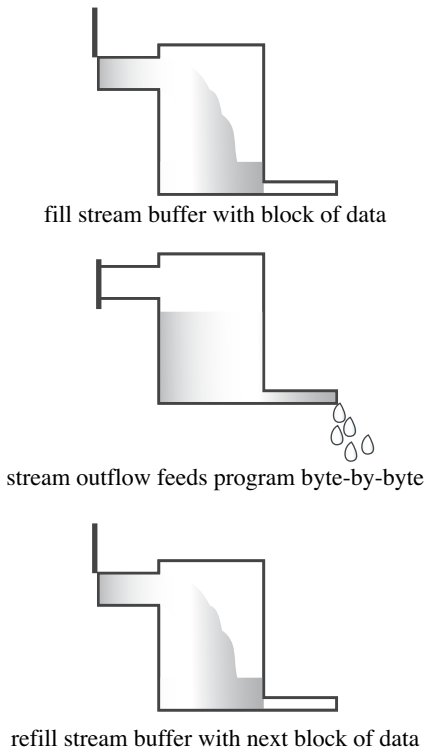 fill stream buffer with block of data
stream outflow feeds program byte-by-byte
refill stream buffer with next block of data